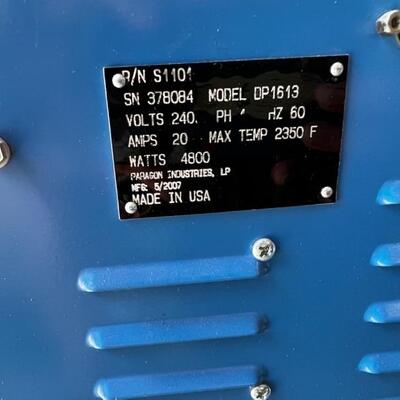 P/N S1101
SN 378084 MODEL DP1613
VOLTS 240. PH HZ 60
AMPS 20 MAX TEMP 2350 F
WATTS 4800
PARAGON INDUSTRIES, LP
MFG: 5/2007
MADE IN USA